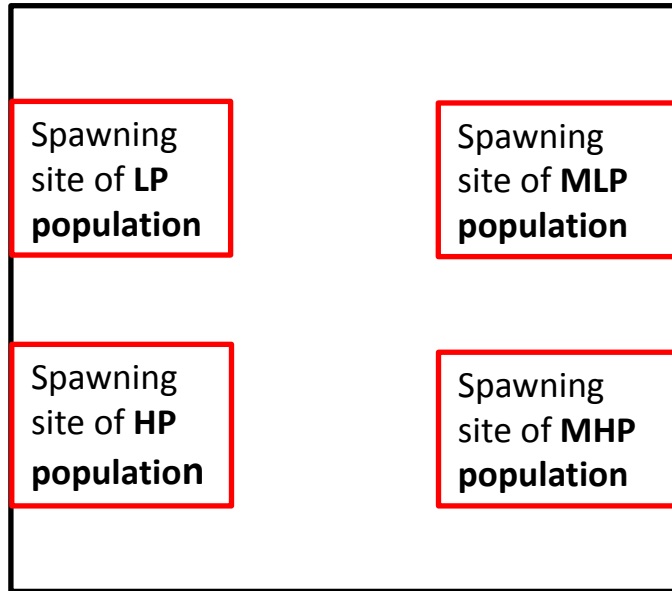 Spawning
site of LP
population
Spawning
site of MLP
population
Spawning
site of HP
population
Spawning
site of MHP
population